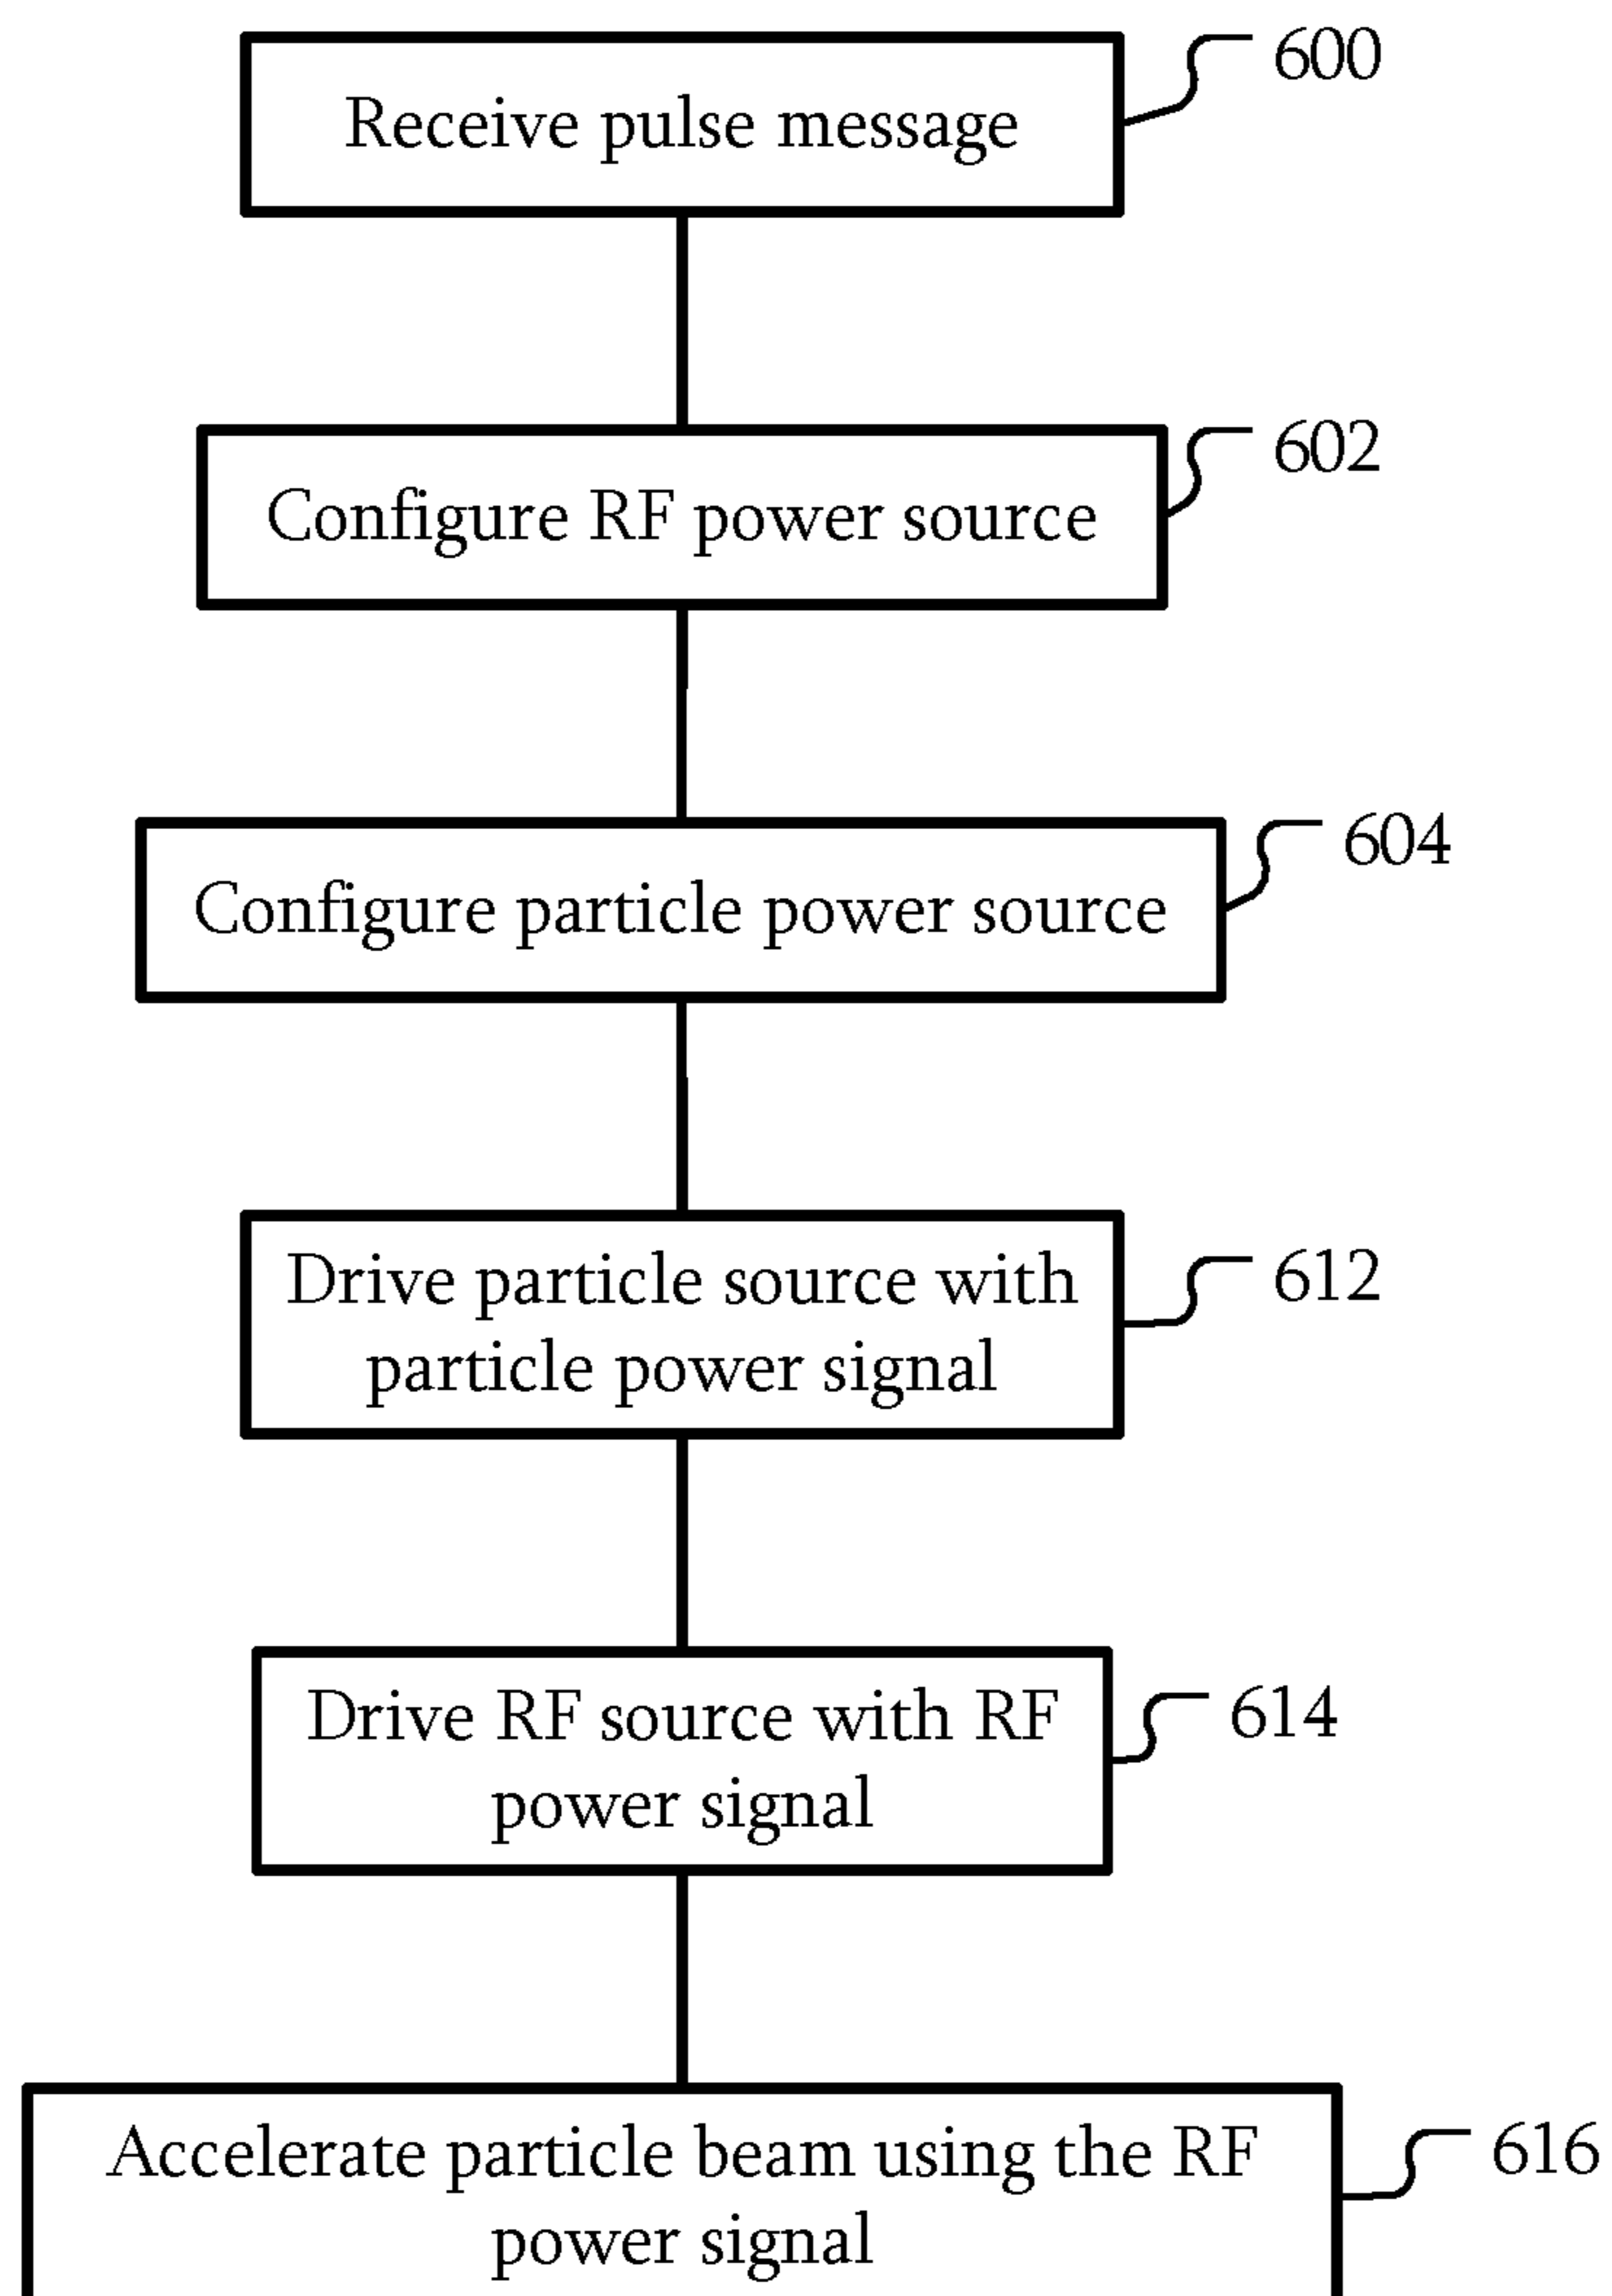 Receive pulse message
600
Configure RF power source
602
Configure particle power source
604
Drive particle source with
particle power signal
612
Drive RF source with RF
power signal
614
Accelerate particle beam using the RF
power signal
616